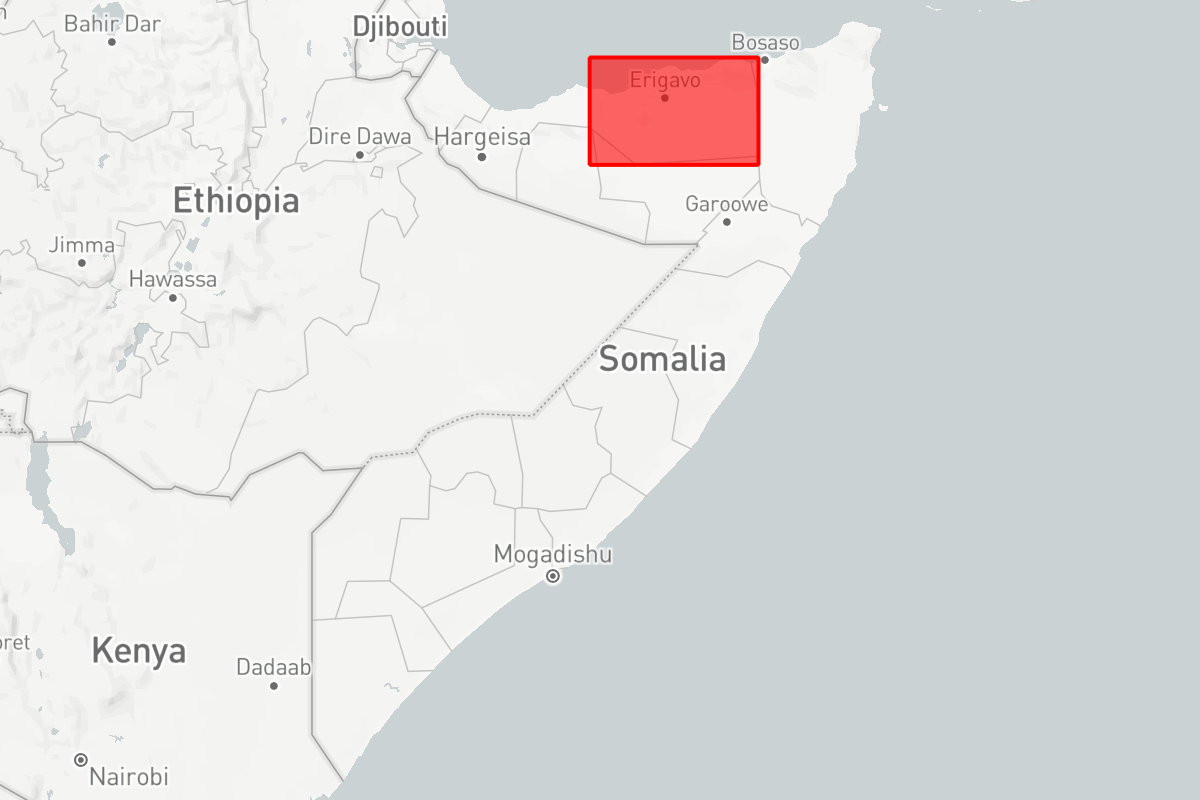 Bahir Dar
Djibouti
Bosaso
Erigavo
Dire Dawa
Hargeisa
Ethiopia
Garoowe
Jimma
Hawassa
Somalia
Mogadishu
Kenya
Dadaab
Nairobi